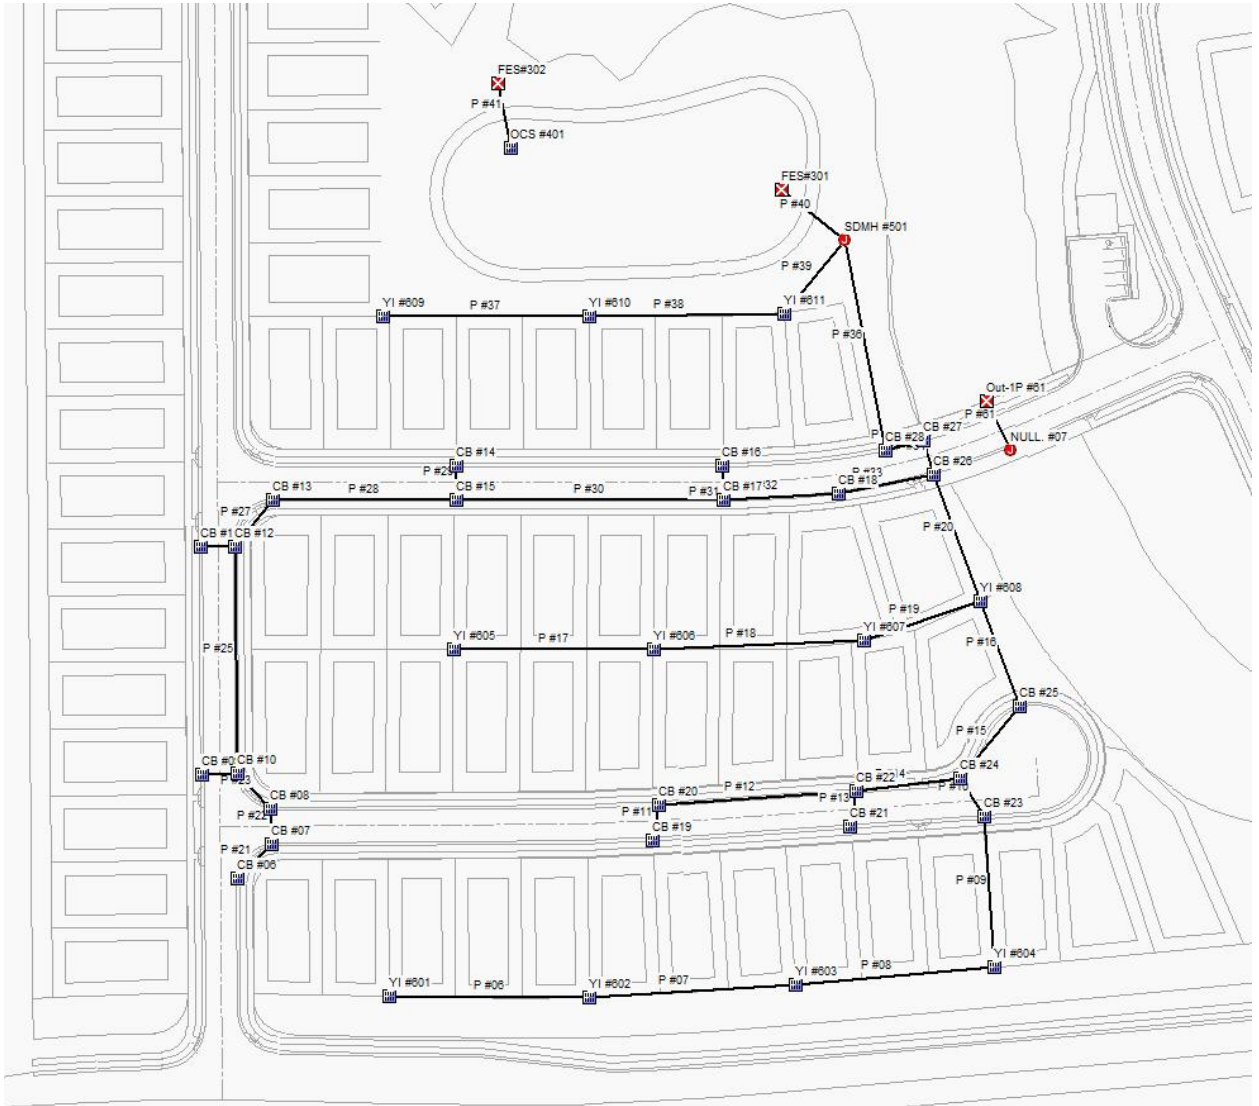 FES#302
P #41
OCS #401
FES#301
P #40
SDMH #501
P #39
YI #609
P #37
YI #610
P #38
YI #611
P #36
Out-1P #61
P #61
CB #27
CB #28
NULL. #07
CB #14
CB #16
CB #26
P #29
CB #13
P #28
CB #15
P #30
P #31
CB #17
CB #18
P #27
CB #1
CB #12
P #20
YI #608
P #19
YI #605
P #17
YI #606
P #18
YI #607
P #16
P #25
CB #25
P #15
CB #0
CB #10
CB #24
CB #22
P #12
CB #08
CB #20
P #13
P #11
P #22
CB #23
CB #07
CB #19
CB #21
P #21
CB #06
P #09
YI #604
P #08
YI #603
P #07
YI #601
P #06
YI #602